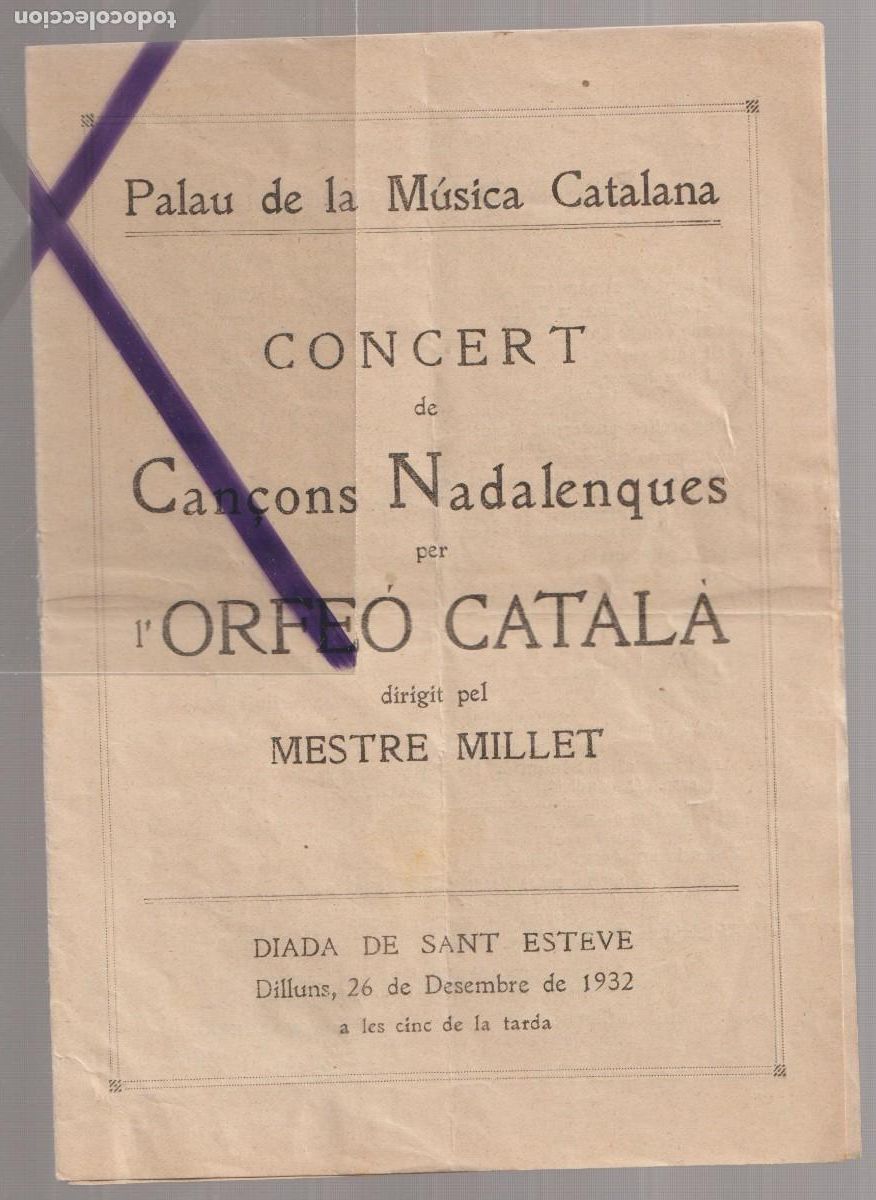 todocoleccion
Palau de la Música Catalana
CONCERT
de
Cançons Nadalenques
per
l'ORFEÓ CATALÀ
dirigit pel
MESTRE MILLET
DIADA DE SANT ESTEVE
Dilluns, 26 de Desembre de 1932
a les cinc de la tarda